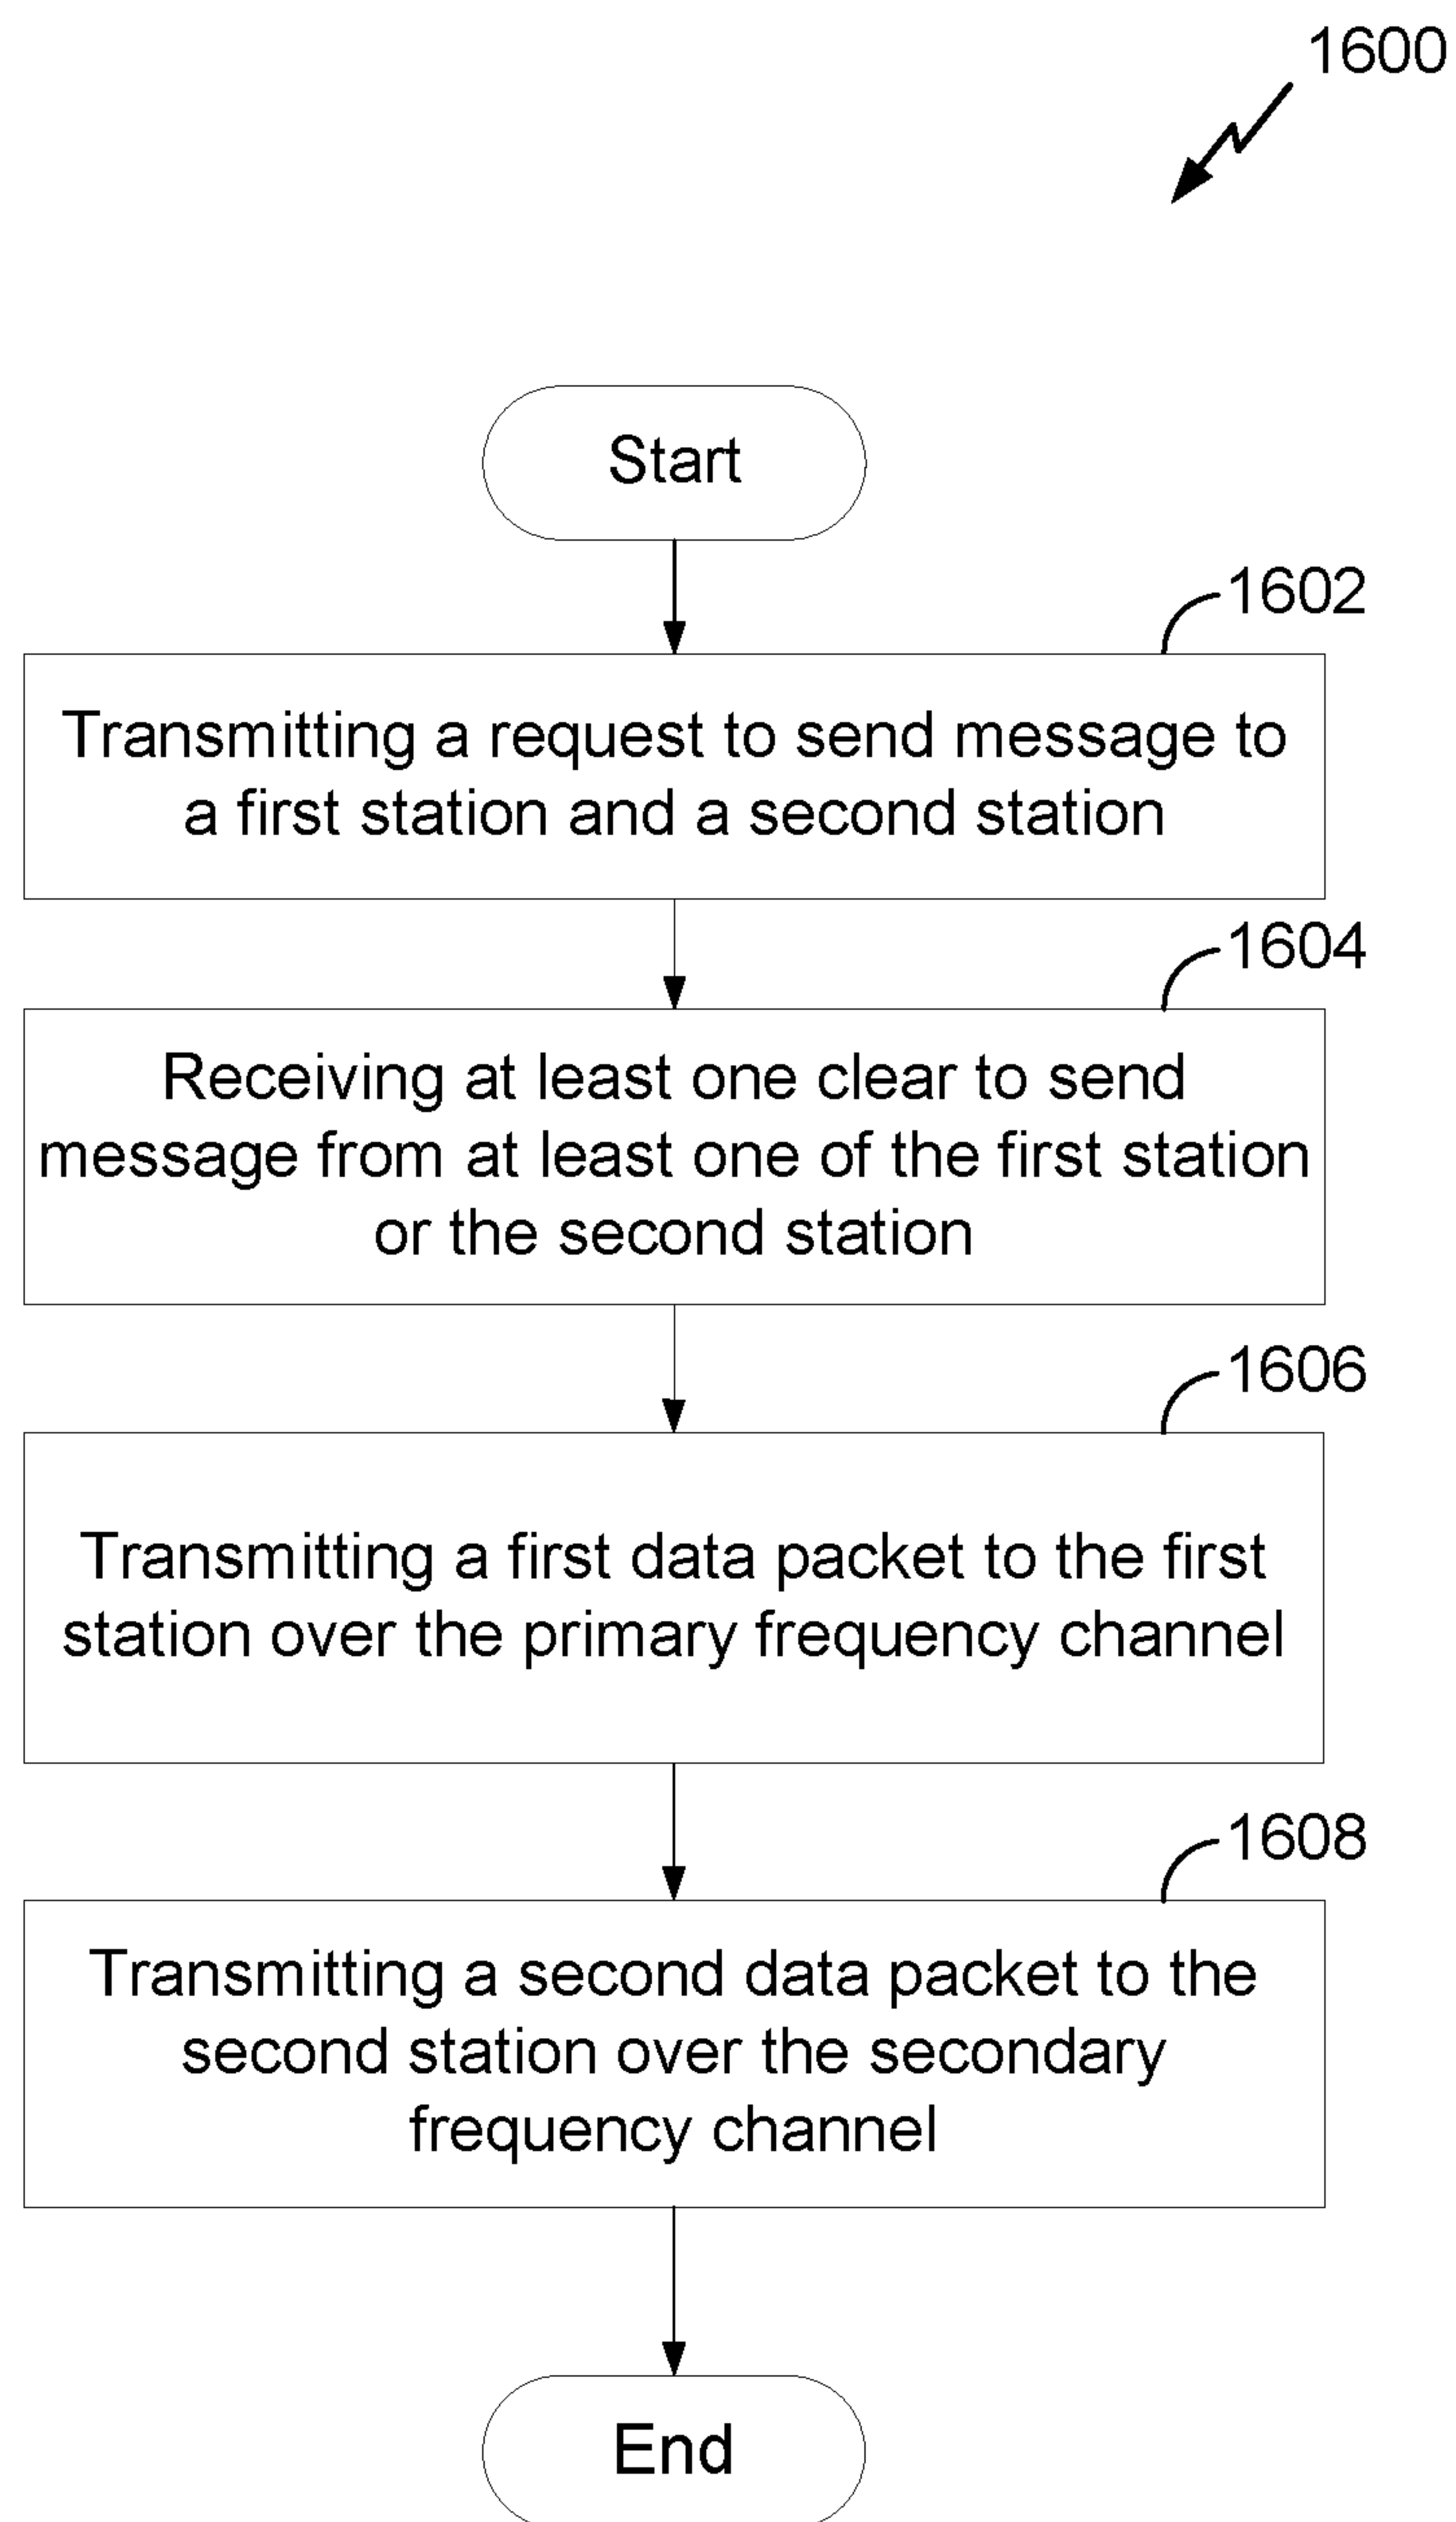 1600
Start
1602
Transmitting a request to send message to
a first station and a second station
1604
Receiving at least one clear to send
message from at least one of the first station
or the second station
1606
Transmitting a first data packet to the first
station over the primary frequency channel
1608
Transmitting a second data packet to the
second station over the secondary
frequency channel
End